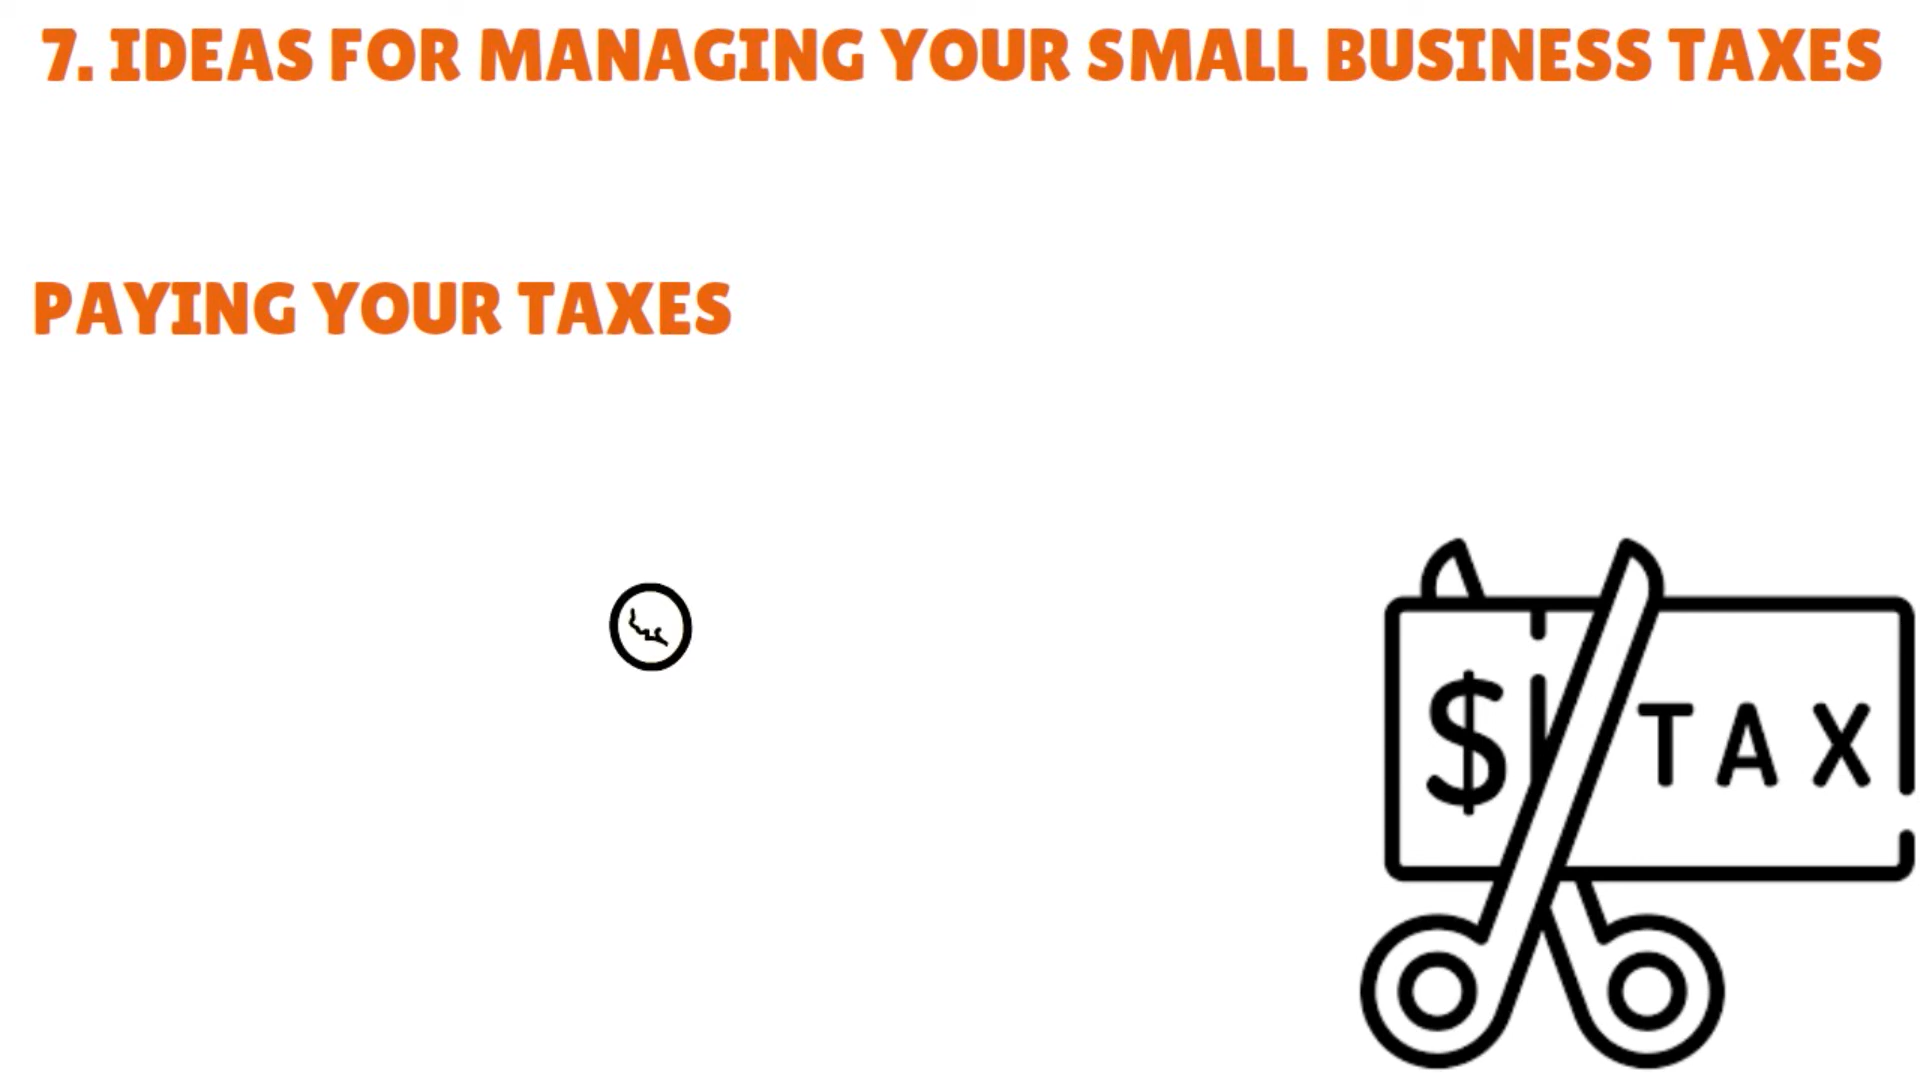 7. IDEAS FOR MANAGING YOUR SMALL BUSINESS TAXES
PAYING YOUR TAXES
$ TAX